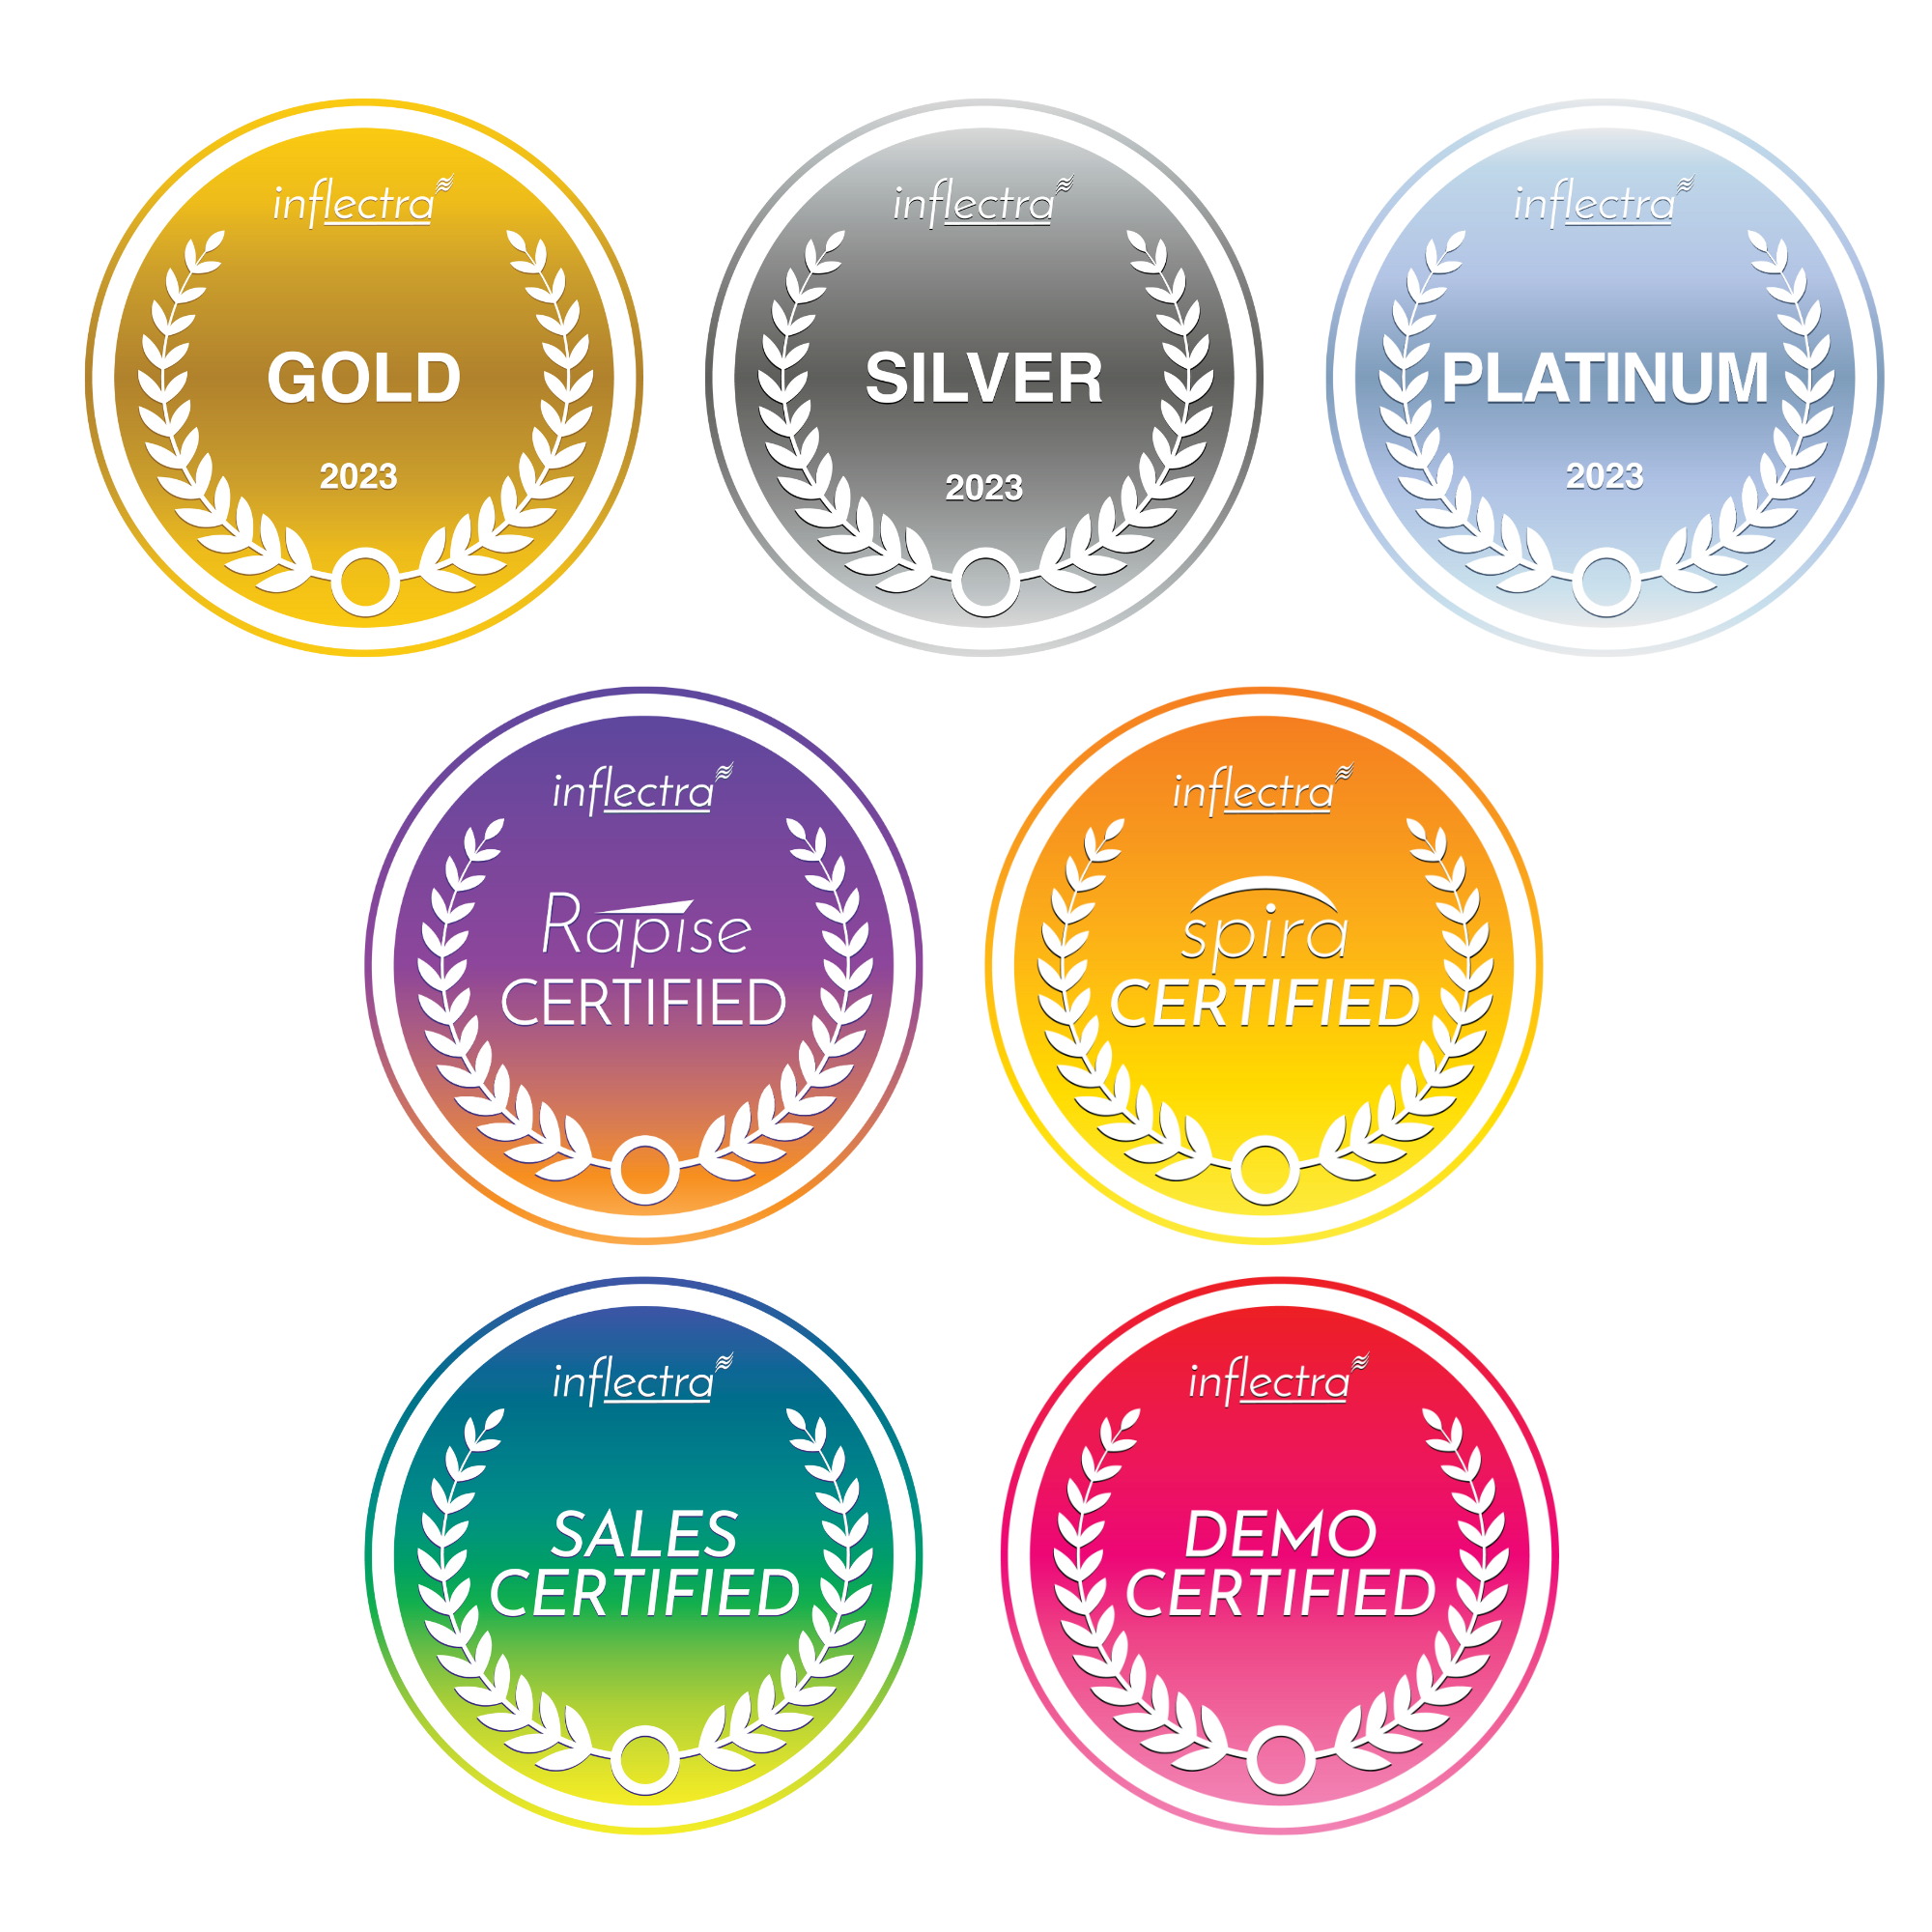 inflectra
GOLD
2023
inflectra
SILVER
2023
inflectra
PLATINUM
2023
inflectra
Rapise
CERTIFIED
inflectra
spira
CERTIFIED
inflectra
SALES
CERTIFIED
inflectra
DEMO
CERTIFIED